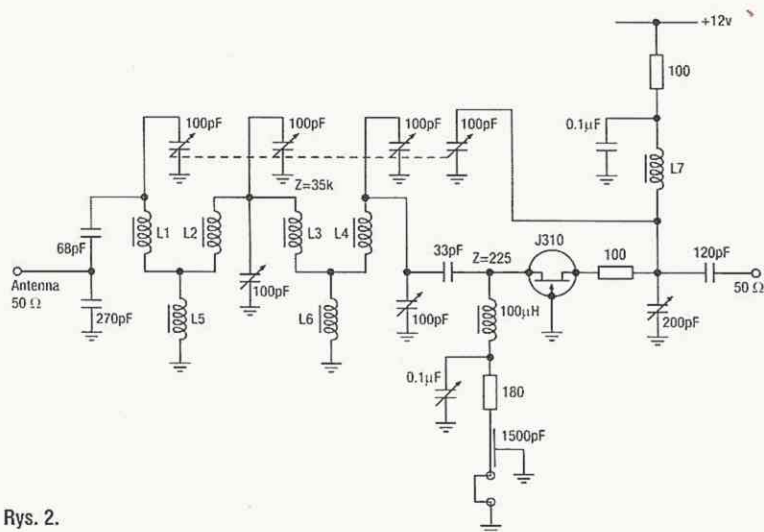 +12v
100
0.1µF
L7
100pF
100pF
100pF
100pF
Z=35k
L1
L2
L3
L4
68pF
Antenna
50 Ω
270pF
L5
100pF
L6
100pF
33pF
Z=225
J310
100
120pF
50Ω
200pF
100µH
0.1µF
180
1500pF
Rys. 2.